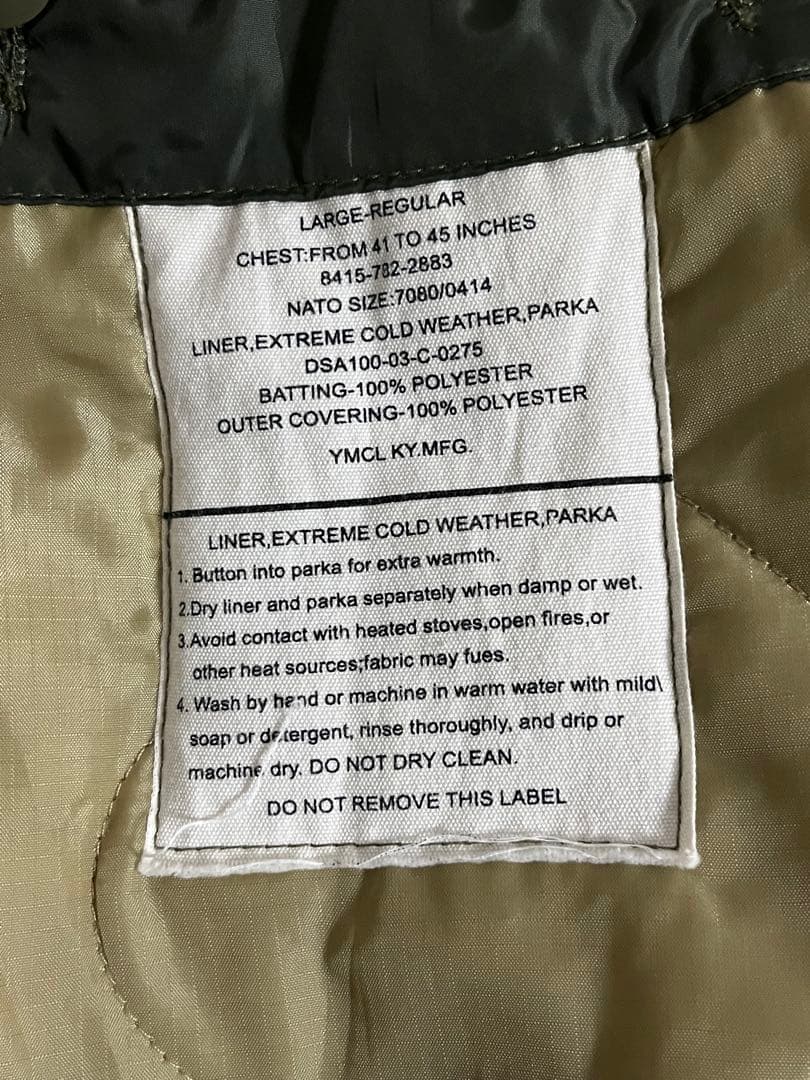 LARGE-REGULAR
CHEST:FROM 41 TO 45 INCHES
8415-782-2883
NATO SIZE:7080/0414
LINER,EXTREME COLD WEATHER,PARKA
DSA100-03-C-0275
BATTING-100% POLYESTER
OUTER COVERING-100% POLYESTER
YMCL KY.MFG.
LINER,EXTREME COLD WEATHER,PARKA
1. Button into parka for extra warmth.
2.Dry liner and parka separately when damp or wet.
3.Avoid contact with heated stoves,open fires,or
other heat sources;fabric may fues.
4. Wash by hand or machine in warm water with mild\
soap or detergent, rinse thoroughly, and drip or
machine dry. DO NOT DRY CLEAN.
DO NOT REMOVE THIS LABEL